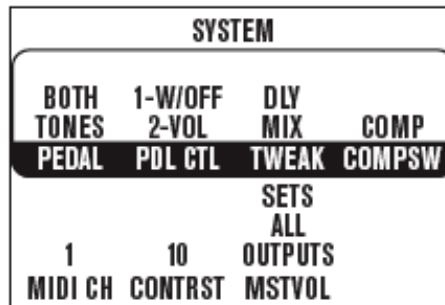 SYSTEM
BOTH 1-W/OFF DLY
TONES 2-VOL MIX COMP
PEDAL PDL CTL TWEAK COMPSW
SETS
ALL
1 10 OUTPUTS
MIDI CH CONTRST MSTVOL